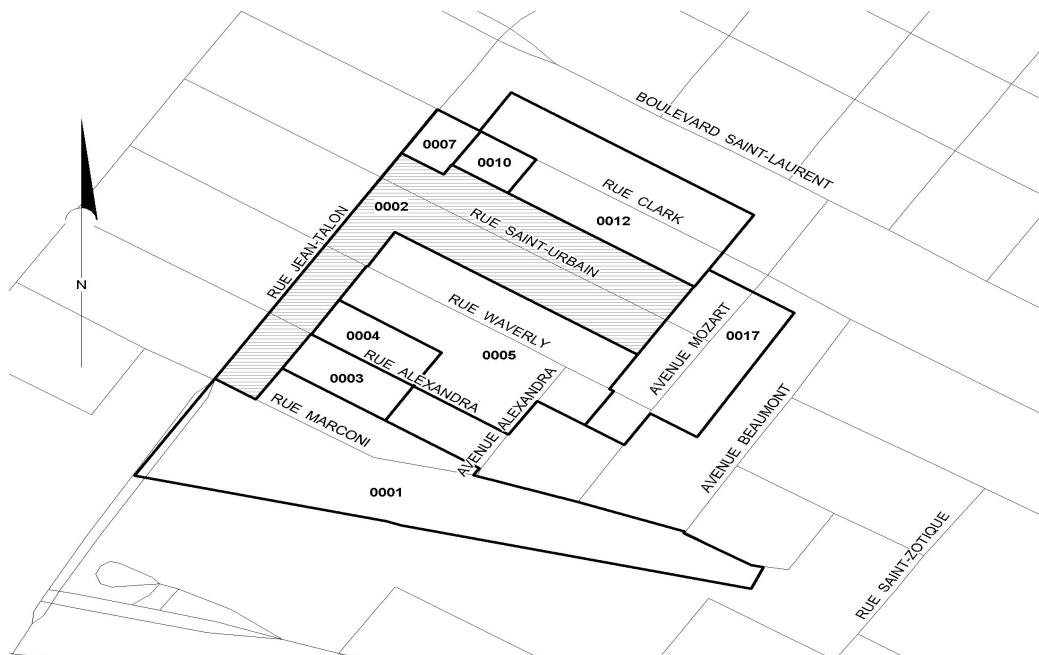 BOULEVARD SAINT-LAURENT
0007
0010
RUE CLARK
0002
RUE SAINT-URBAIN
0012
RUE JEAN-TALON
N
RUE WAVERLY
AVENUE MOZART
0017
0004
0005
RUE ALEXANDRA
0003
RUE MARCONI
AVENUE ALEXANDRA
AVENUE BEAUMONT
0001
RUE SAINT-ZOTIQUE